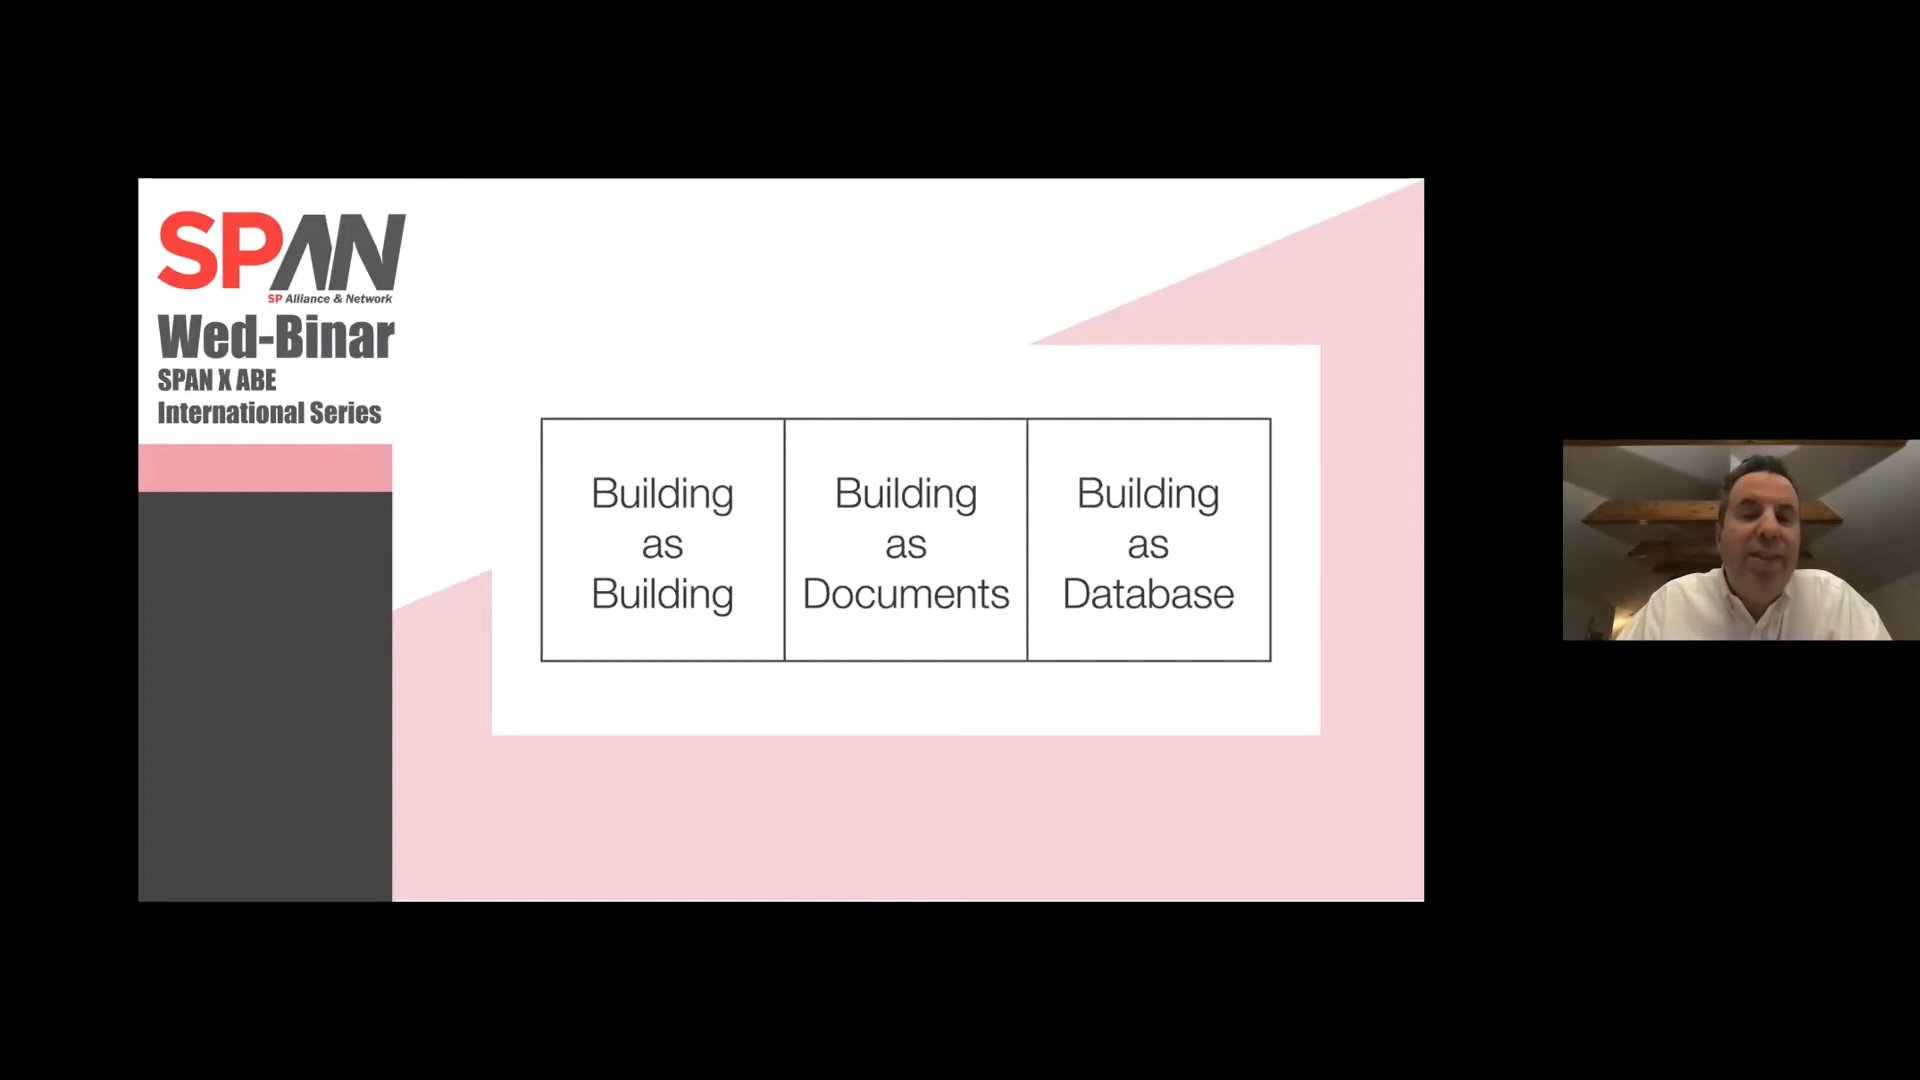 SPAN
SP Alliance & Network
Wed-Binar
SPAN X ABE
International Series
Building
as
Building
Building
as
Documents
Building
as
Database